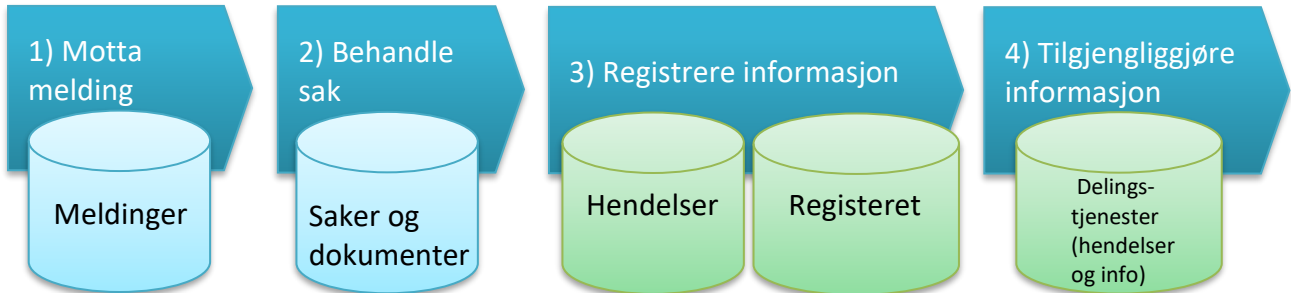 1) Motta
melding
2) Behandle
sak
3) Registrere informasjon
4) Tilgjengliggjøre
informasjon
Meldinger
Saker og
dokumenter
Hendelser
Registeret
Delings-
tjenester
(hendelser
og info)